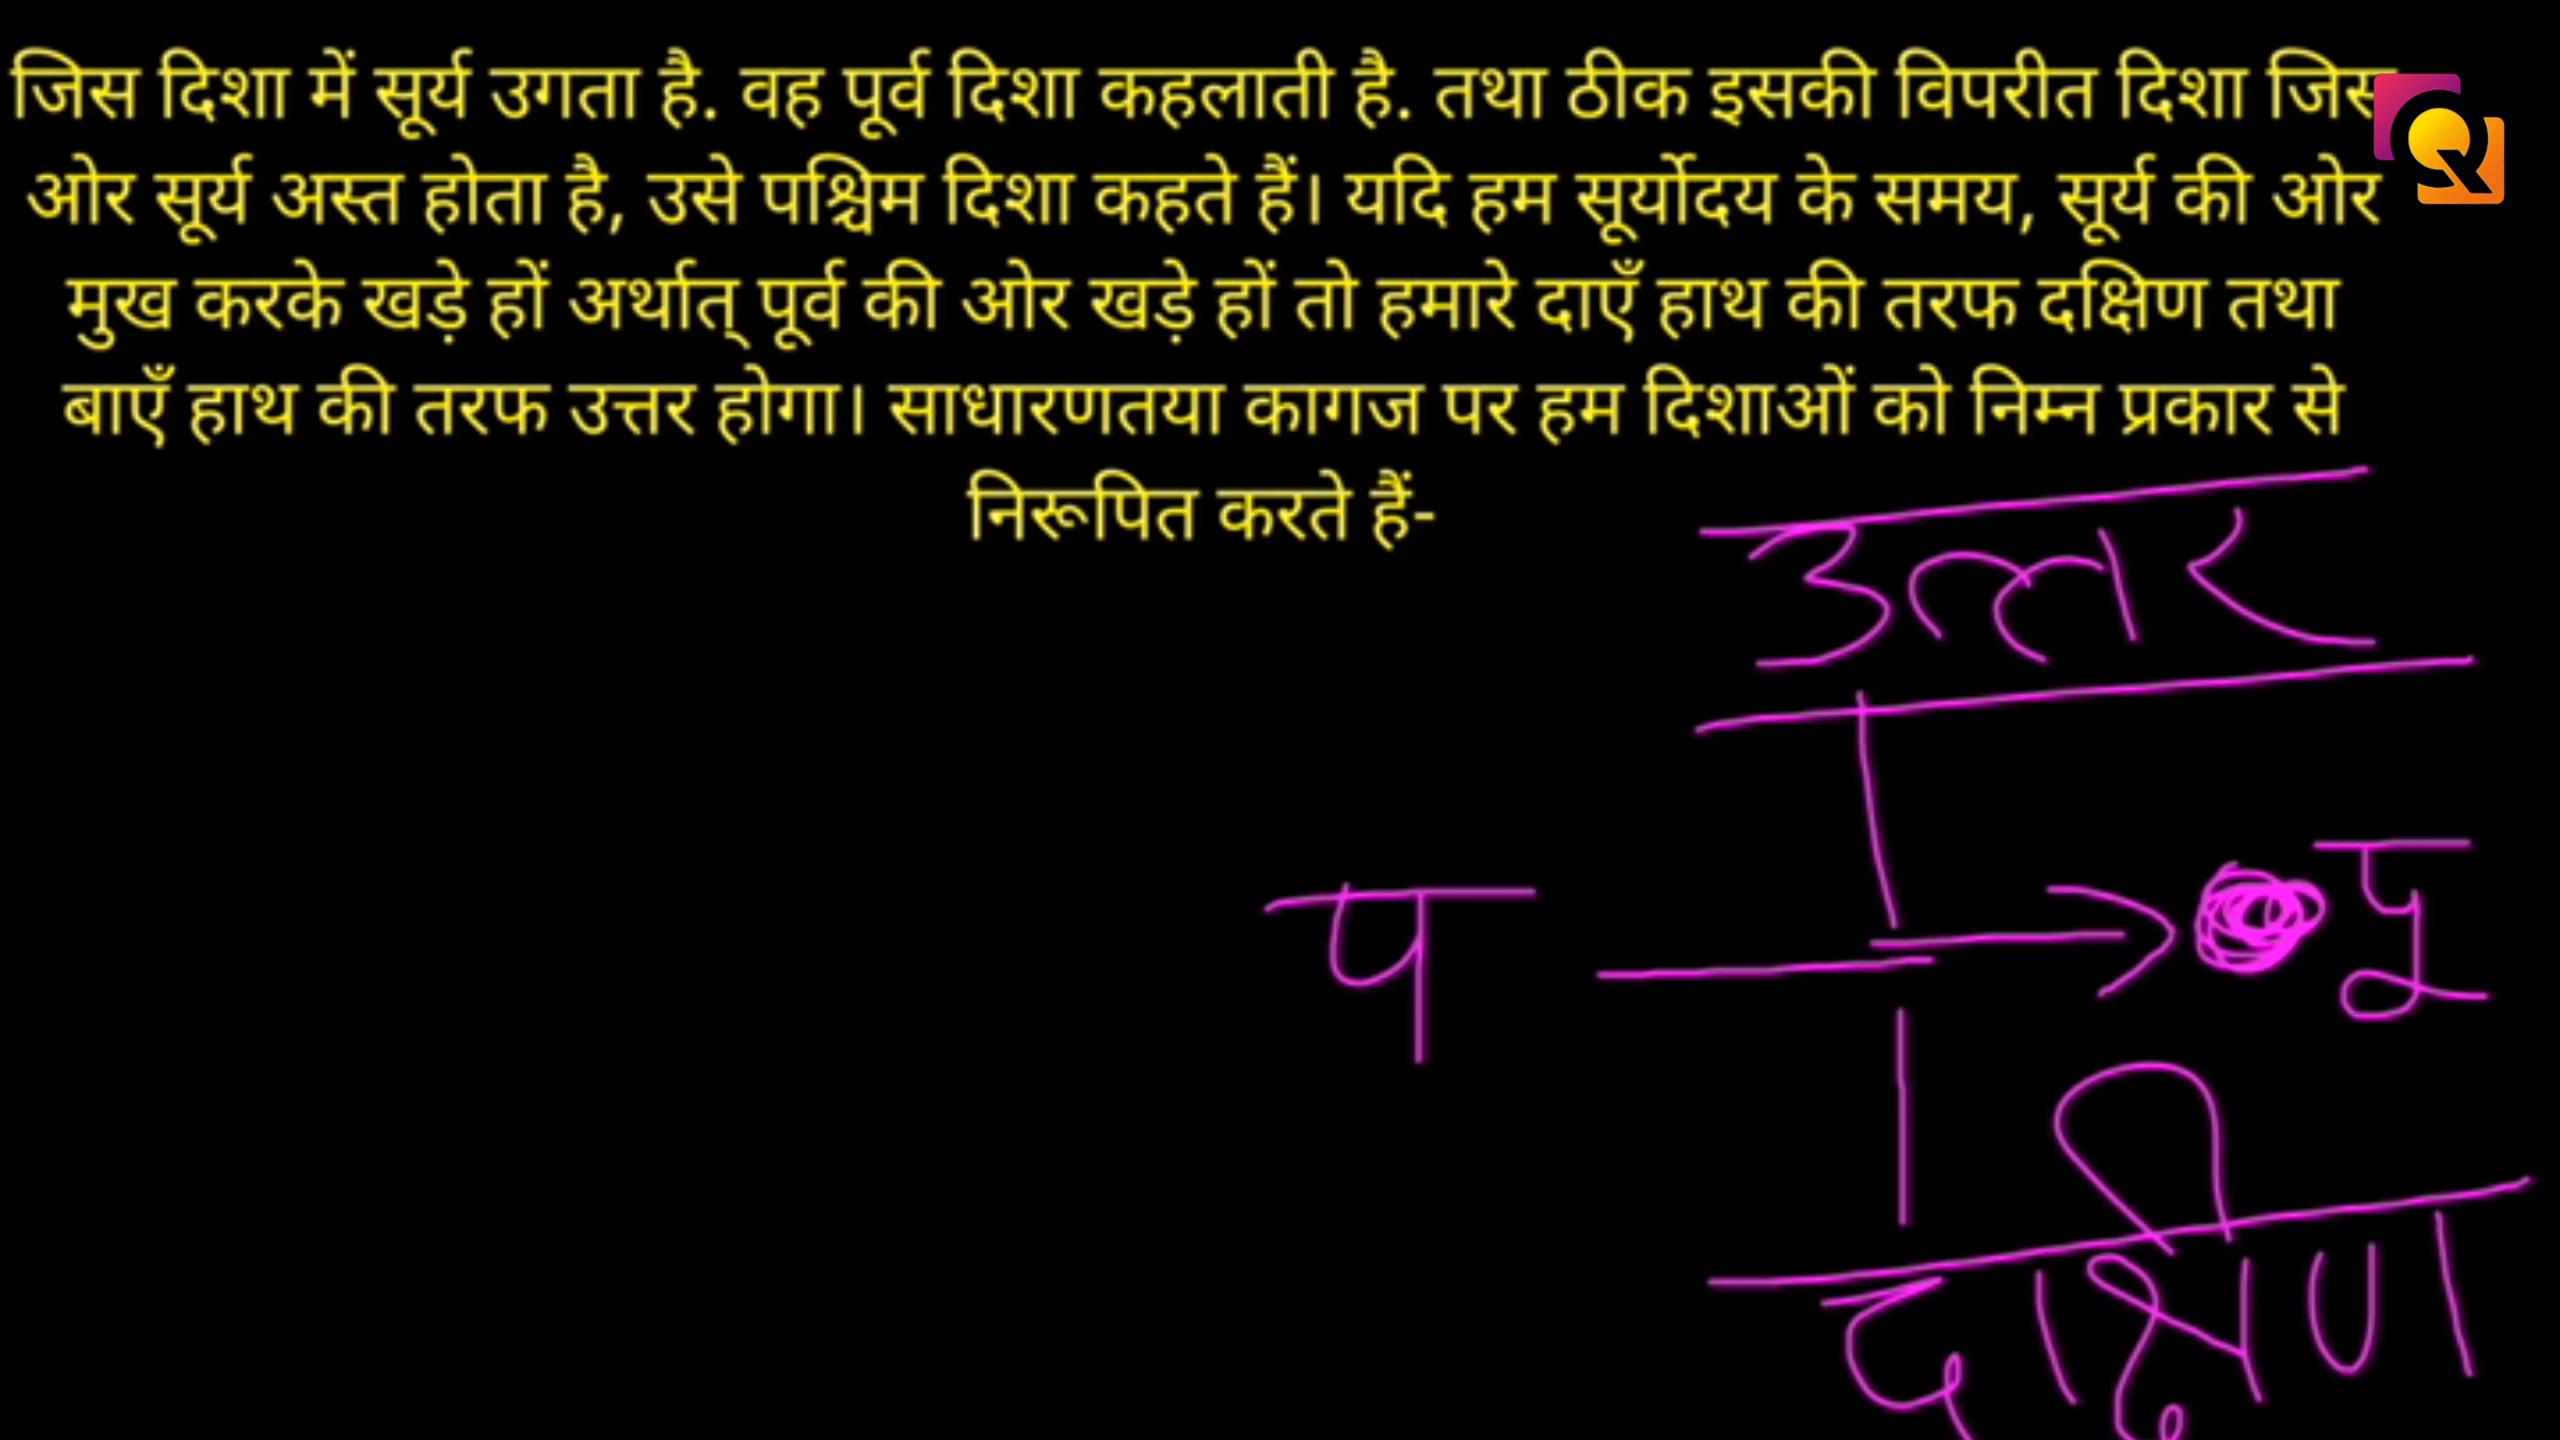 जिस दिशा में सूर्य उगता है. वह पूर्व दिशा कहलाती है. तथा ठीक इसकी विपरीत दिशा जिस
ओर सूर्य अस्त होता है, उसे पश्चिम दिशा कहते हैं। यदि हम सूर्योदय के समय, सूर्य की ओर
मुख करके खड़े हों अर्थात् पूर्व की ओर खड़े हों तो हमारे दाएँ हाथ की तरफ दक्षिण तथा
बाएँ हाथ की तरफ उत्तर होगा। साधारणतया कागज पर हम दिशाओं को निम्न प्रकार से
निरूपित करते हैं-
उत्तर
प
पू
दक्षिण